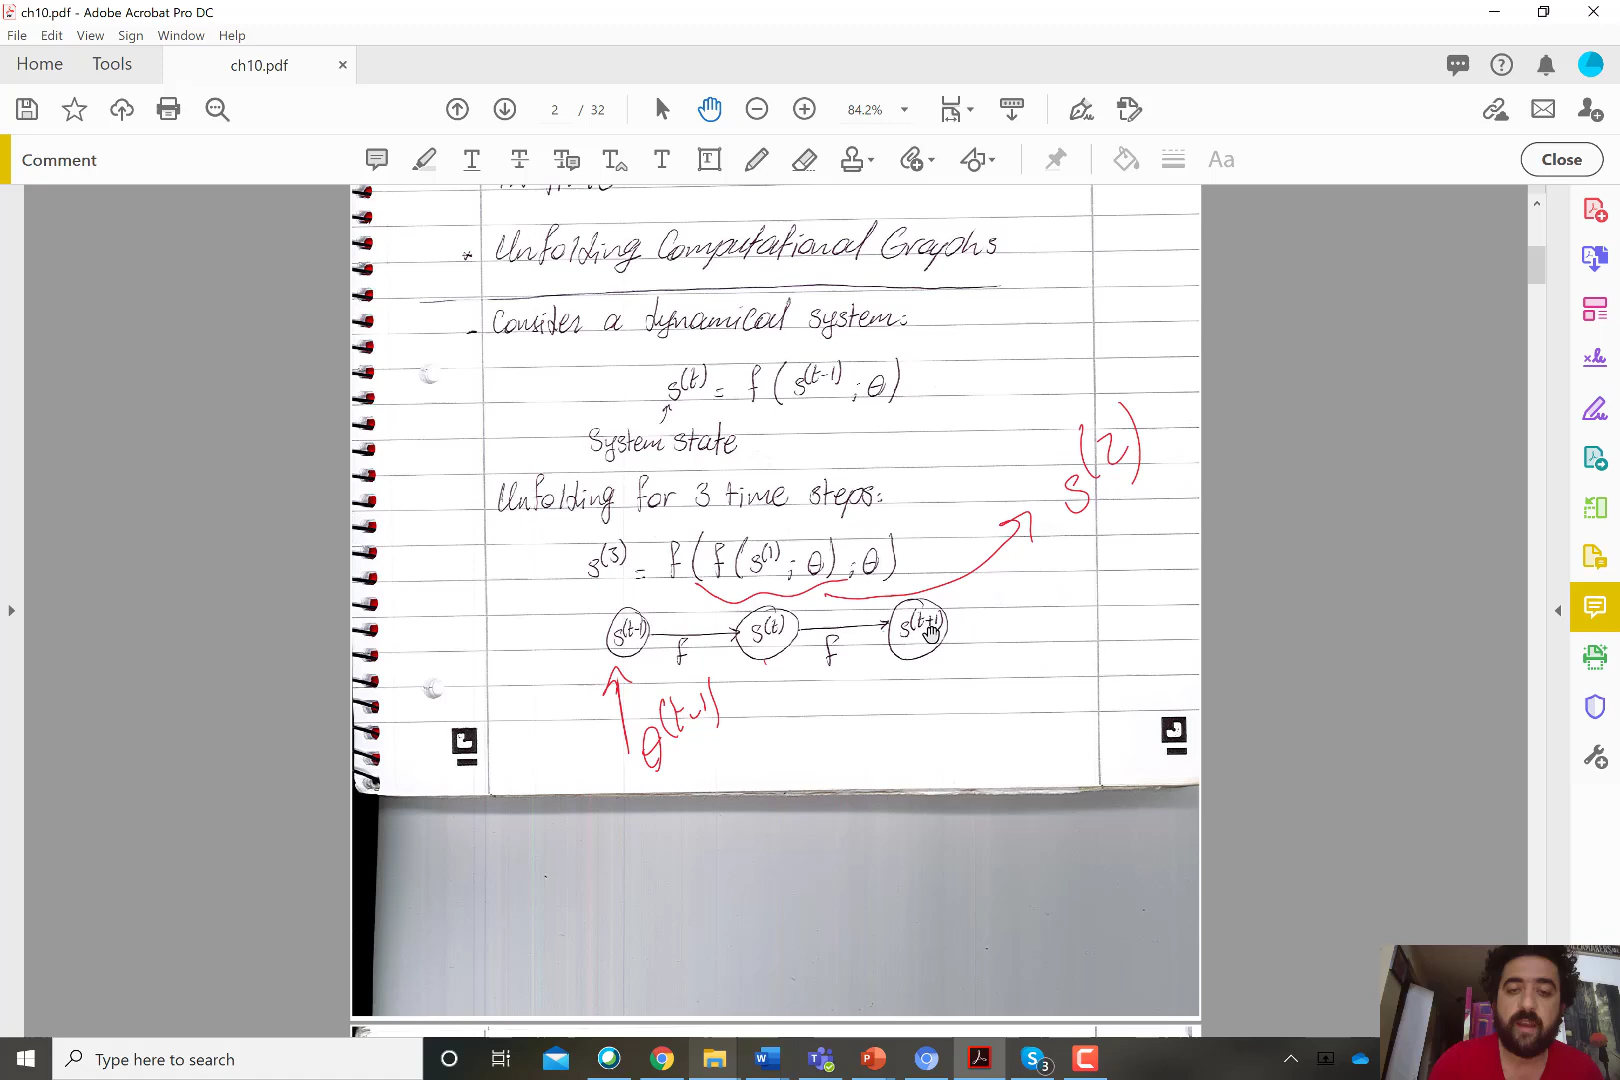 ch10.pdf - Adobe Acrobat Pro DC
File Edit View Sign Window Help
Home Tools ch10.pdf
2 / 32 84.2%
Comment Aa Close
* Unfolding Computational Graphs
- Consider a dynamical system:
s^(t) = f(s^(t-1); θ)
System state
s^(2)
Unfolding for 3 time steps:
s^(3) = f(f(s^(1); θ); θ)
s^(t-1) s^(t) s^(t+1)
f f
θ^(t-1)
Type here to search 3